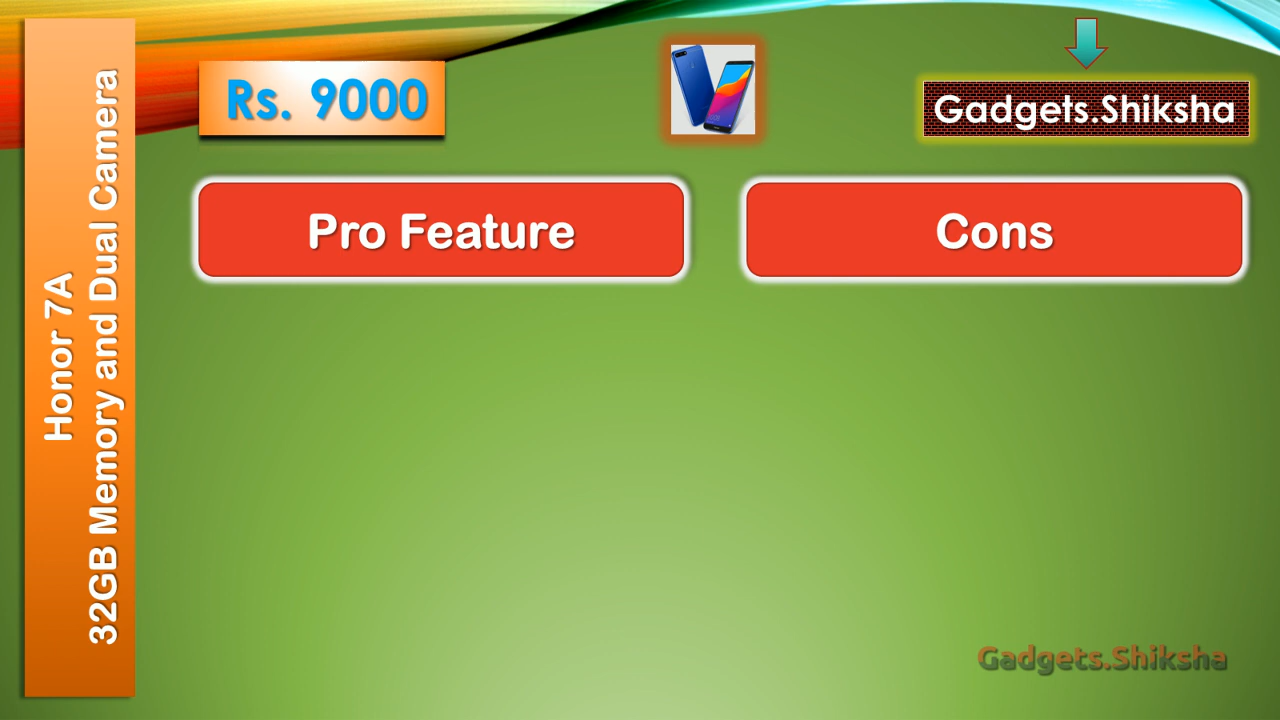 Honor 7A
32GB Memory and Dual Camera
Rs. 9000
Gadgets.Shiksha
Pro Feature
Cons
Gadgets.Shiksha